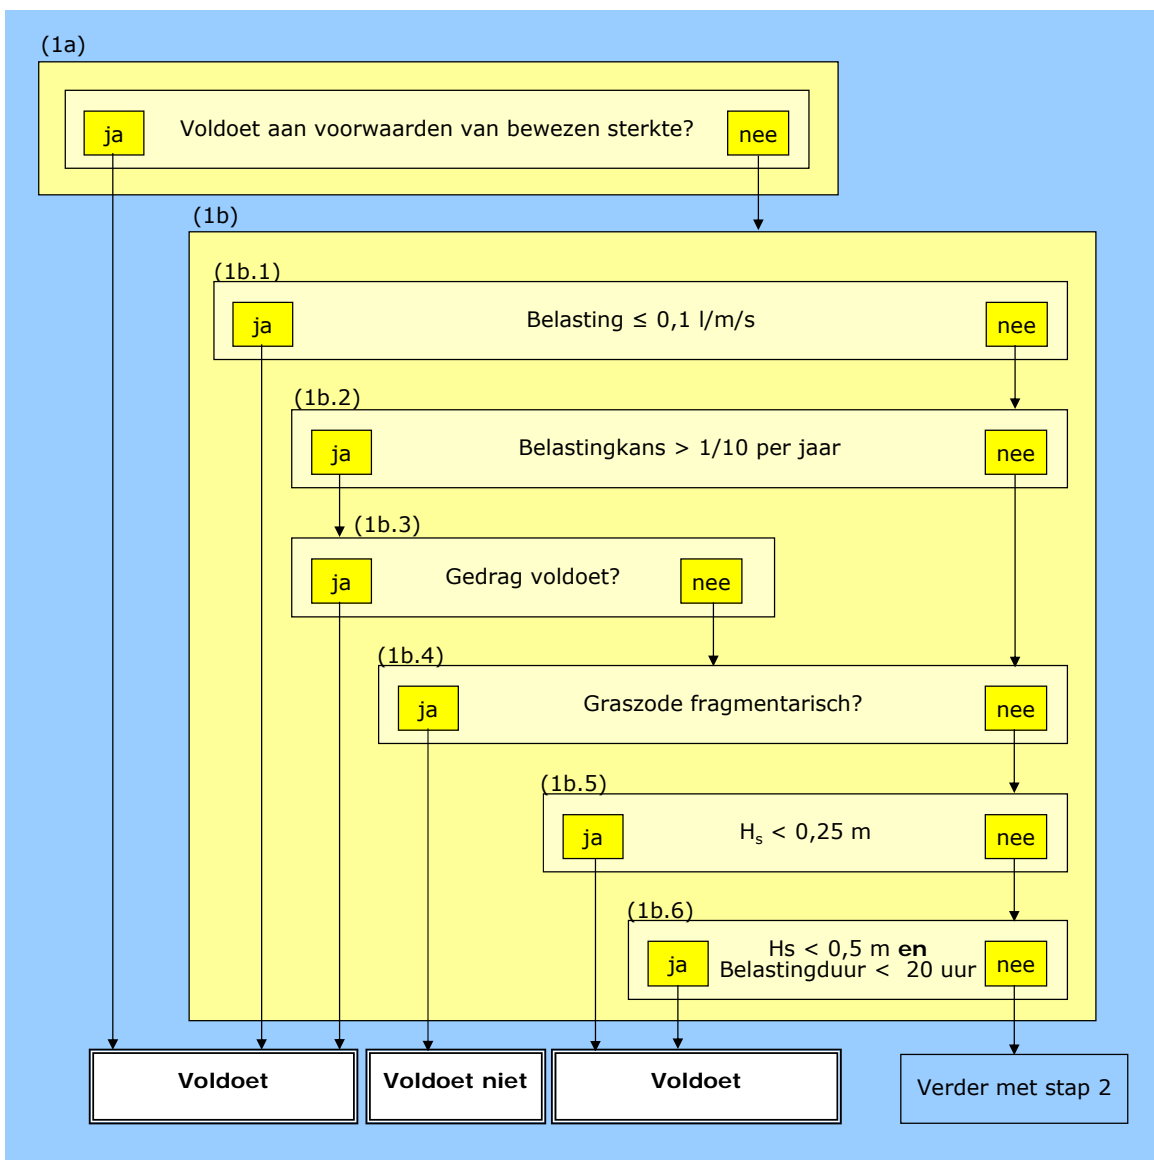 (1a)
ja Voldoet aan voorwaarden van bewezen sterkte? nee
(1b)
(1b.1)
ja Belasting ≤ 0,1 l/m/s nee
(1b.2)
ja Belastingkans > 1/10 per jaar nee
(1b.3)
ja Gedrag voldoet? nee
(1b.4)
ja Graszode fragmentarisch? nee
(1b.5)
ja Hs < 0,25 m nee
(1b.6)
Hs < 0,5 m en
ja Belastingduur < 20 uur nee
Voldoet Voldoet niet Voldoet Verder met stap 2